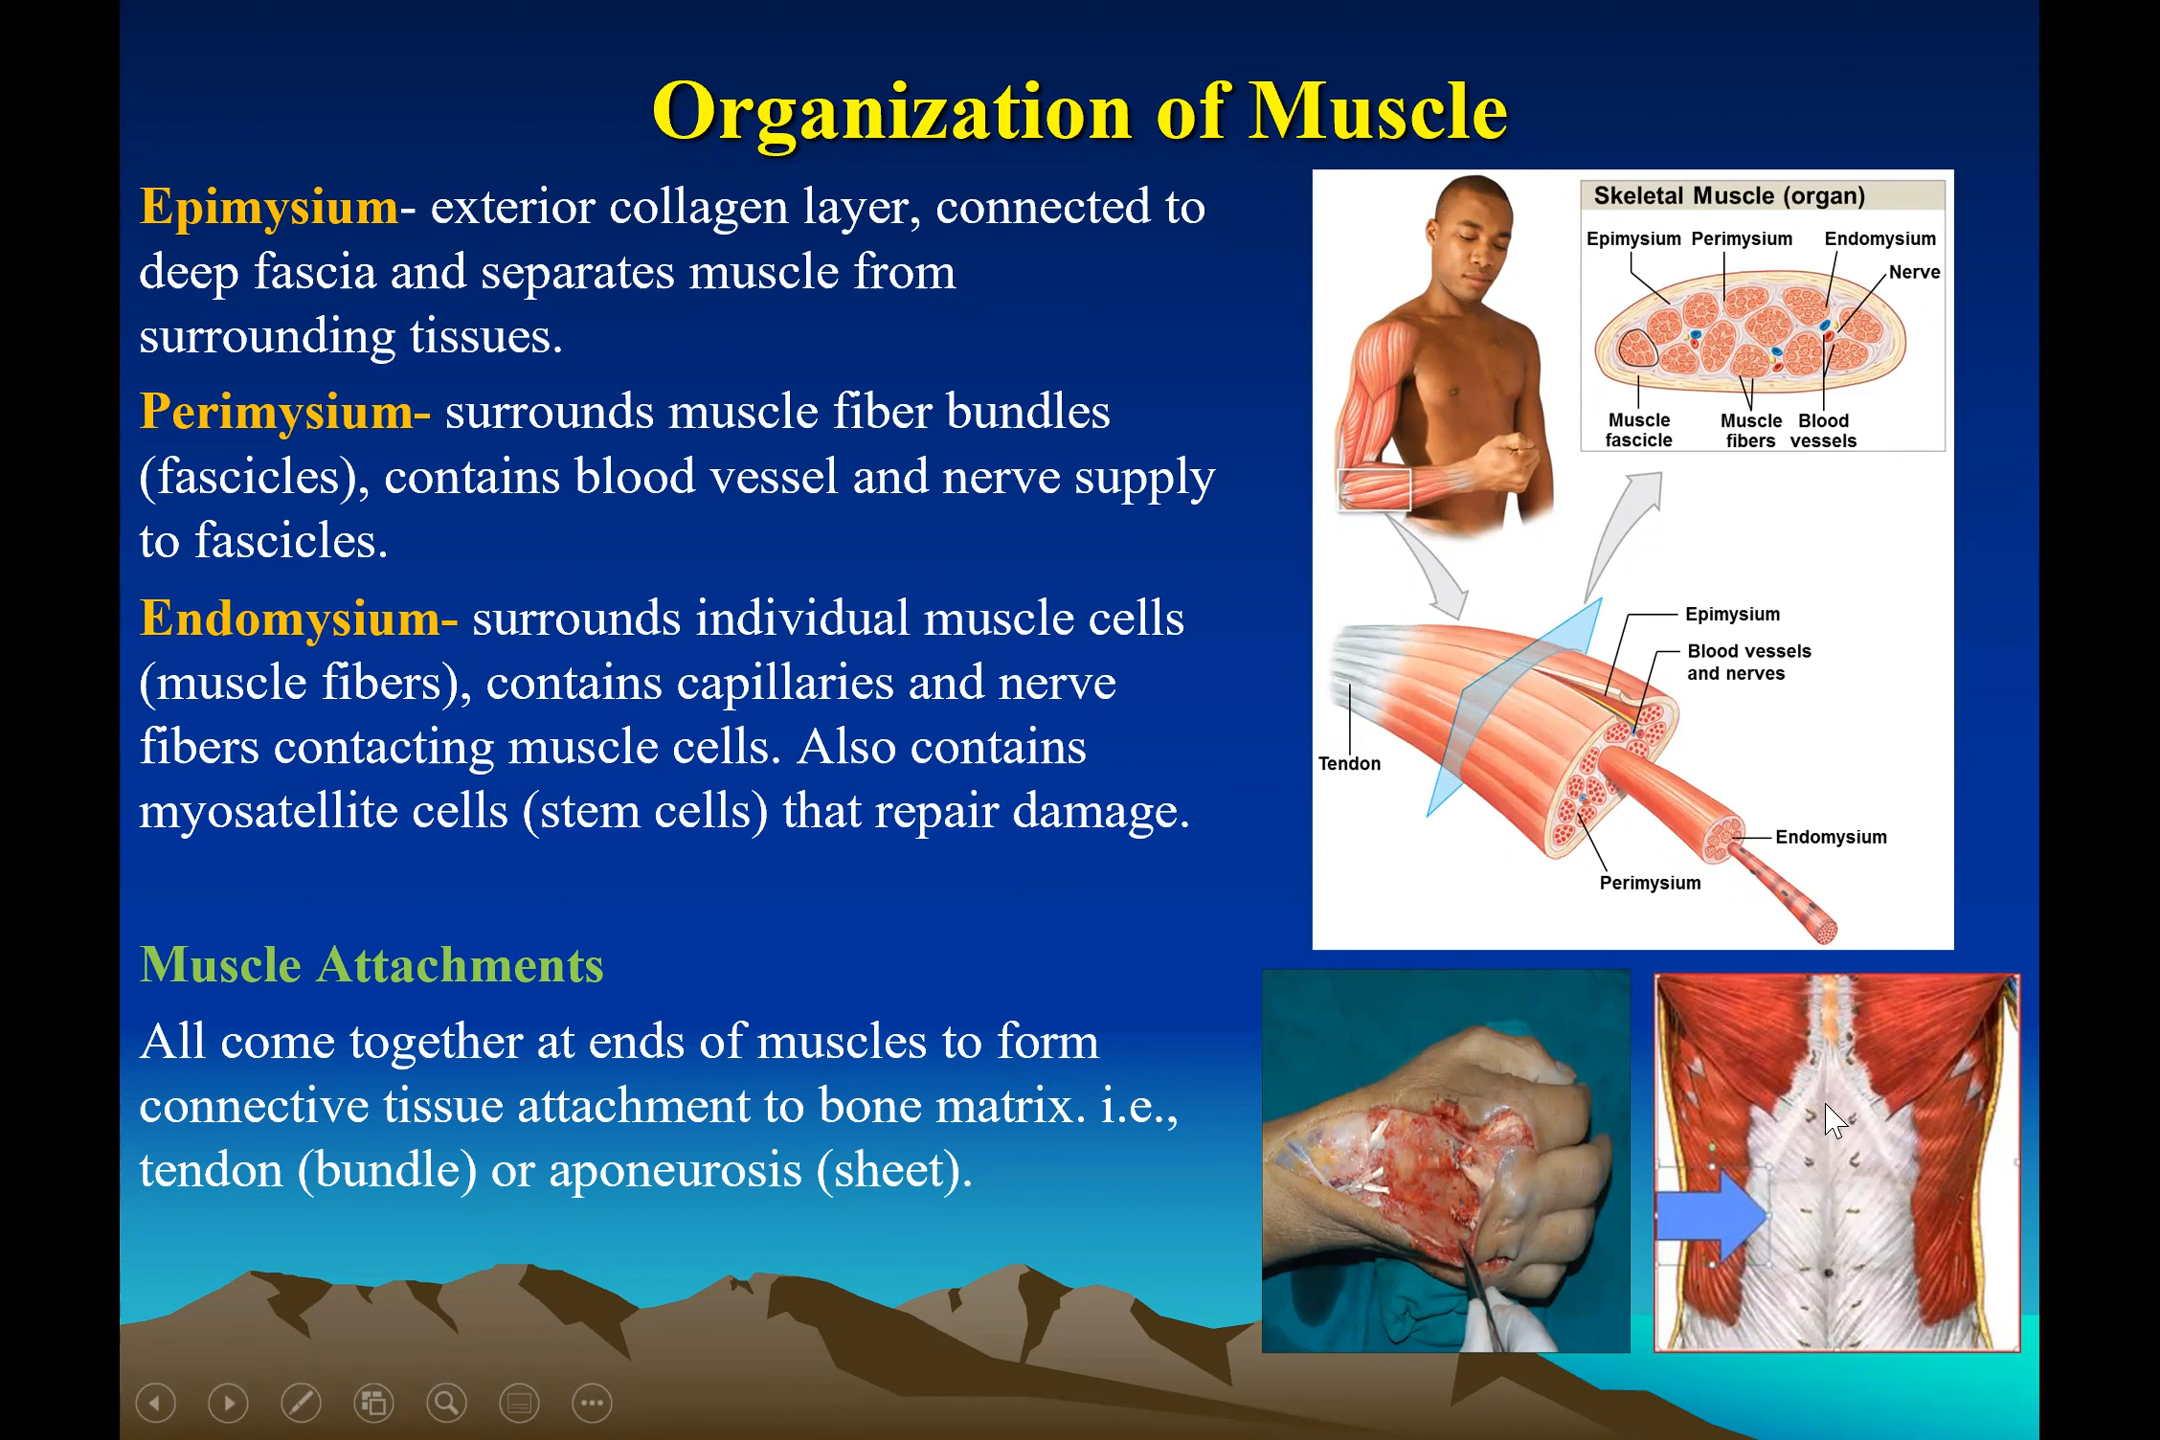 Organization of Muscle
Epimysium- exterior collagen layer, connected to
deep fascia and separates muscle from
surrounding tissues.
Perimysium- surrounds muscle fiber bundles
(fascicles), contains blood vessel and nerve supply
to fascicles.
Endomysium- surrounds individual muscle cells
(muscle fibers), contains capillaries and nerve
fibers contacting muscle cells. Also contains
myosatellite cells (stem cells) that repair damage.
Muscle Attachments
All come together at ends of muscles to form
connective tissue attachment to bone matrix. i.e.,
tendon (bundle) or aponeurosis (sheet).
Skeletal Muscle (organ)
Epimysium Perimysium Endomysium
Nerve
Muscle fascicle
Muscle fibers
Blood vessels
Epimysium
Blood vessels
and nerves
Tendon
Endomysium
Perimysium